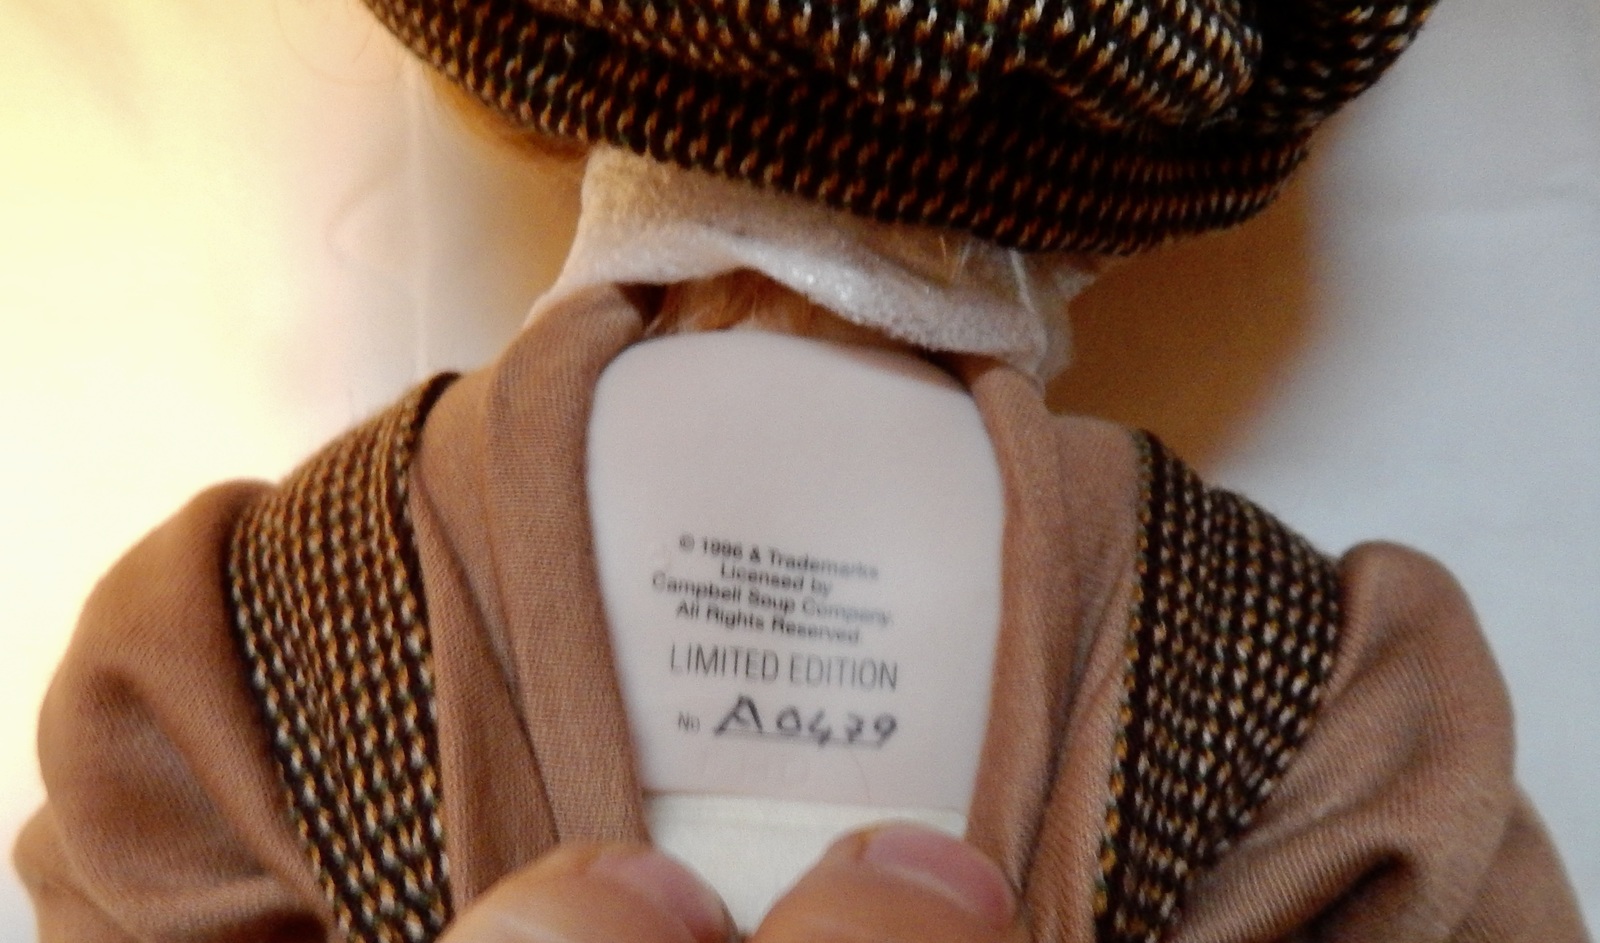 © 1996 & Trademarks
Licensed by
Campbell Soup Company.
All Rights Reserved
LIMITED EDITION
No A0479